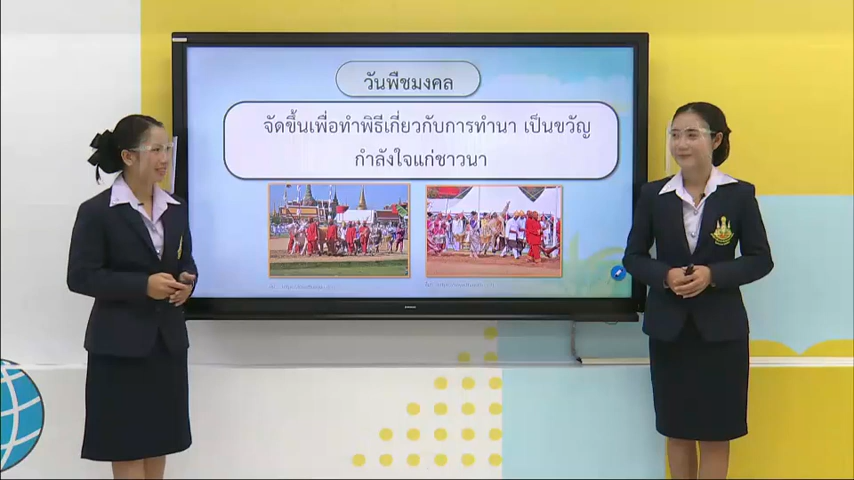 วันพืชมงคล
จัดขึ้นเพื่อทำพิธีเกี่ยวกับการทำนา เป็นขวัญ
กำลังใจแก่ชาวนา